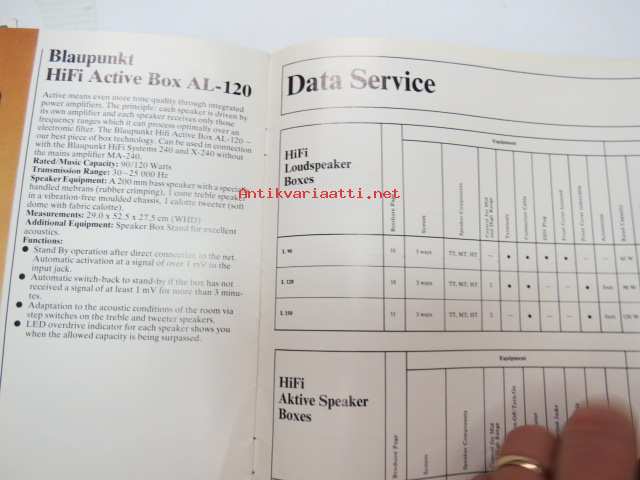 Blaupunkt
HiFi Active Box AL-120
Active means even more tone quality through integrated
power amplifiers. The principle: each speaker is driven by
its own amplifier and each speaker receives only those
frequency ranges which it can process optimally over an
electronic filter. The Blaupunkt Hifi Active Box AL-120 –
our best piece of box technology. Can be used in connection
with the Blaupunkt HiFi Systems 240 and X-240 without
the mains amplifier MA-240.
Rated/Music Capacity: 90/120 Watts
Transmission Range: 30–25 000 Hz
Speaker Equipment: A 200 mm bass speaker with a special
handled mebrans (rubber crimping), 1 cone treble speaker
in a vibration-free moulded chassis, 1 calotte tweeter (soft
dome with fabric calotte).
Measurements: 29.0 x 52.5 x 27.5 cm (WHD)
Additional Equipment: Speaker Box Stand for excellent
acoustics.
Functions:
● Stand By operation after direct connection to the net.
Automatic activation at a signal of over 1 mV to the
input jack.
● Automatic switch-back to stand-by if the box has not
received a signal of at least 1 mV for more than 3 minu-
tes.
● Adaptation to the acoustic conditions of the room via
step switches on the treble and tweeter speakers.
● LED overdrive indicator for each speaker shows you
when the allowed capacity is being surpassed.
Antikvariaatti.net
Data Service
HiFi
Loudspeaker
Boxes
Equipment
Brochure Page
System
Speaker Components
L 90
3 ways TT, MT, HT
L 120
3 ways TT, MT, HT
L 150
3 ways TT, MT, HT
HiFi
Aktive Speaker
Boxes
Equipment
Brochure Page
System
Speaker Components